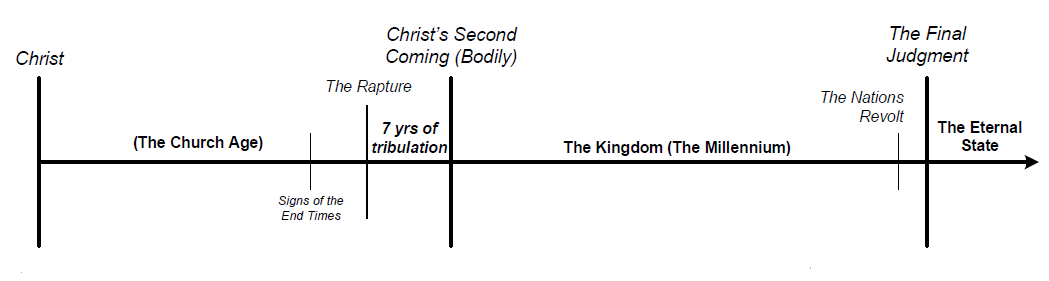 Christ
(The Church Age)
Signs of the
End Times
The Rapture
7 yrs of
tribulation
Christ's Second
Coming (Bodily)
The Kingdom (The Millennium)
The Nations
Revolt
The Final
Judgment
The Eternal
State